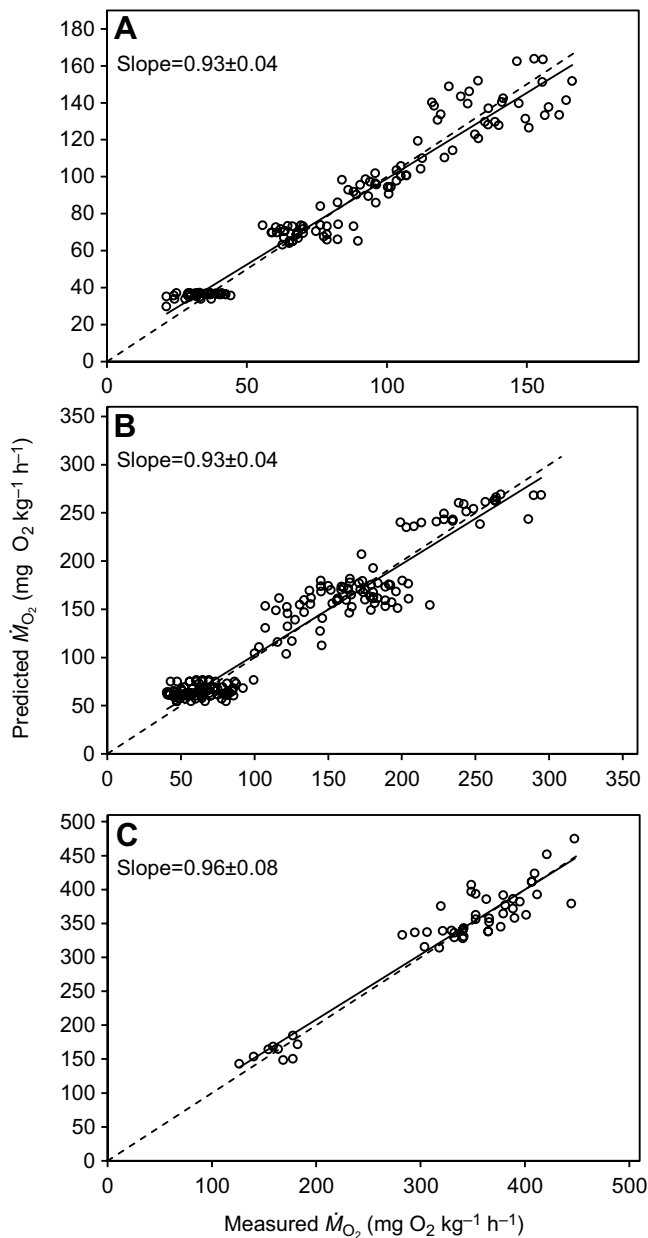 A
Slope=0.93±0.04
180
160
140
120
100
80
60
40
20
0
0 50 100 150
B
Slope=0.93±0.04
350
300
250
200
150
100
50
0
0 50 100 150 200 250 300 350
Predicted Ṁ_O₂ (mg O₂ kg⁻¹ h⁻¹)
C
Slope=0.96±0.08
500
450
400
350
300
250
200
150
100
50
0
0 100 200 300 400 500
Measured Ṁ_O₂ (mg O₂ kg⁻¹ h⁻¹)